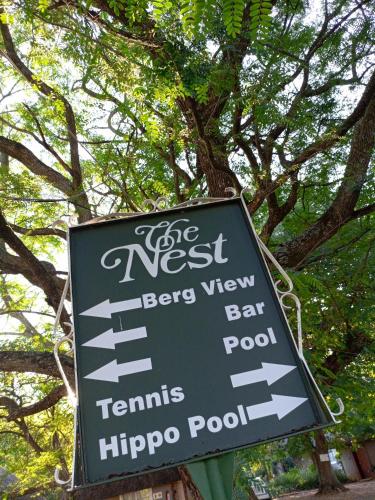 The
Nest
Berg View
Bar
Pool
Tennis
Hippo Pool